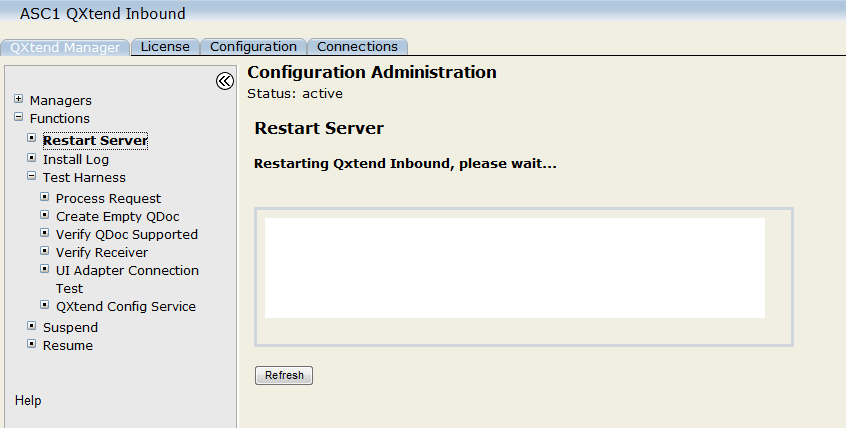 ASC1 QXtend Inbound
QXtend Manager
License
Configuration
Connections
Managers
Functions
Restart Server
Install Log
Test Harness
Process Request
Create Empty QDoc
Verify QDoc Supported
Verify Receiver
UI Adapter Connection
Test
QXtend Config Service
Suspend
Resume
Help
Configuration Administration
Status: active
Restart Server
Restarting Qxtend Inbound, please wait...
Refresh